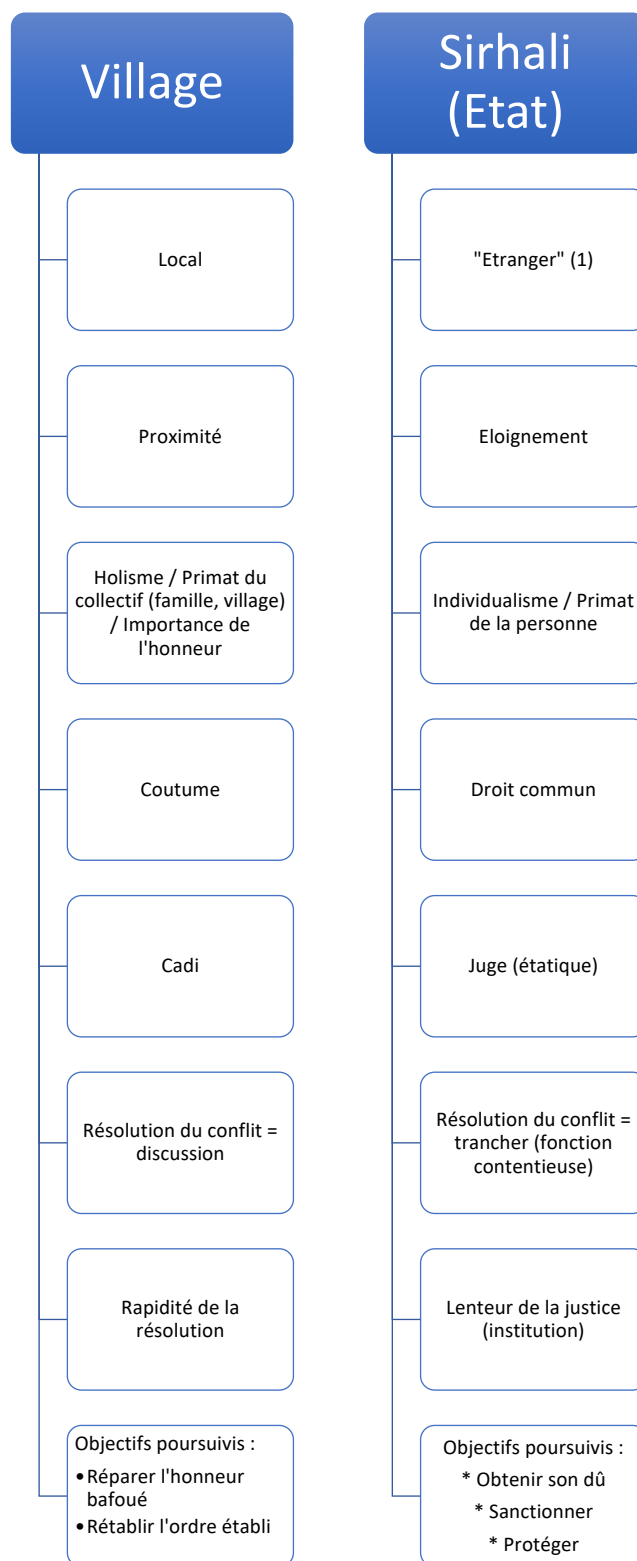 Village
Local
Proximité
Holisme / Primat du
collectif (famille, village)
/ Importance de
l'honneur
Coutume
Cadi
Résolution du conflit =
discussion
Rapidité de la
résolution
Objectifs poursuivis :
•Réparer l'honneur
bafoué
•Rétablir l'ordre établi
Sirhali
(Etat)
"Etranger" (1)
Eloignement
Individualisme / Primat
de la personne
Droit commun
Juge (étatique)
Résolution du conflit =
trancher (fonction
contentieuse)
Lenteur de la justice
(institution)
Objectifs poursuivis :
* Obtenir son dû
* Sanctionner
* Protéger